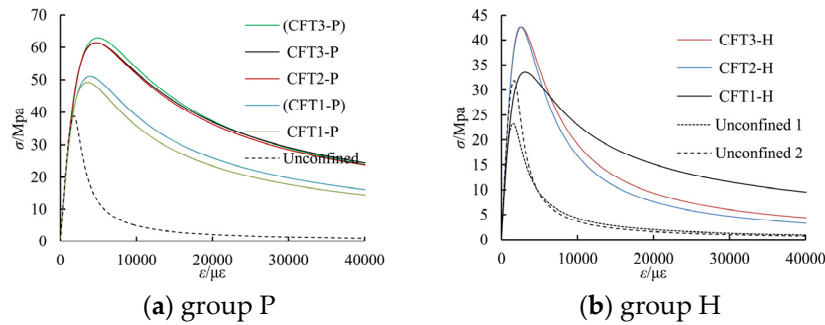 70
60
50
40
30
20
10
0
σ/Mpa
(CFT3-P)
CFT3-P
CFT2-P
(CFT1-P)
CFT1-P
Unconfined
0 10000 20000 30000 40000
ε/με
(a) group P
45
40
35
30
25
20
15
10
5
0
σ/Mpa
CFT3-H
CFT2-H
CFT1-H
Unconfined 1
Unconfined 2
0 10000 20000 30000 40000
ε/με
(b) group H